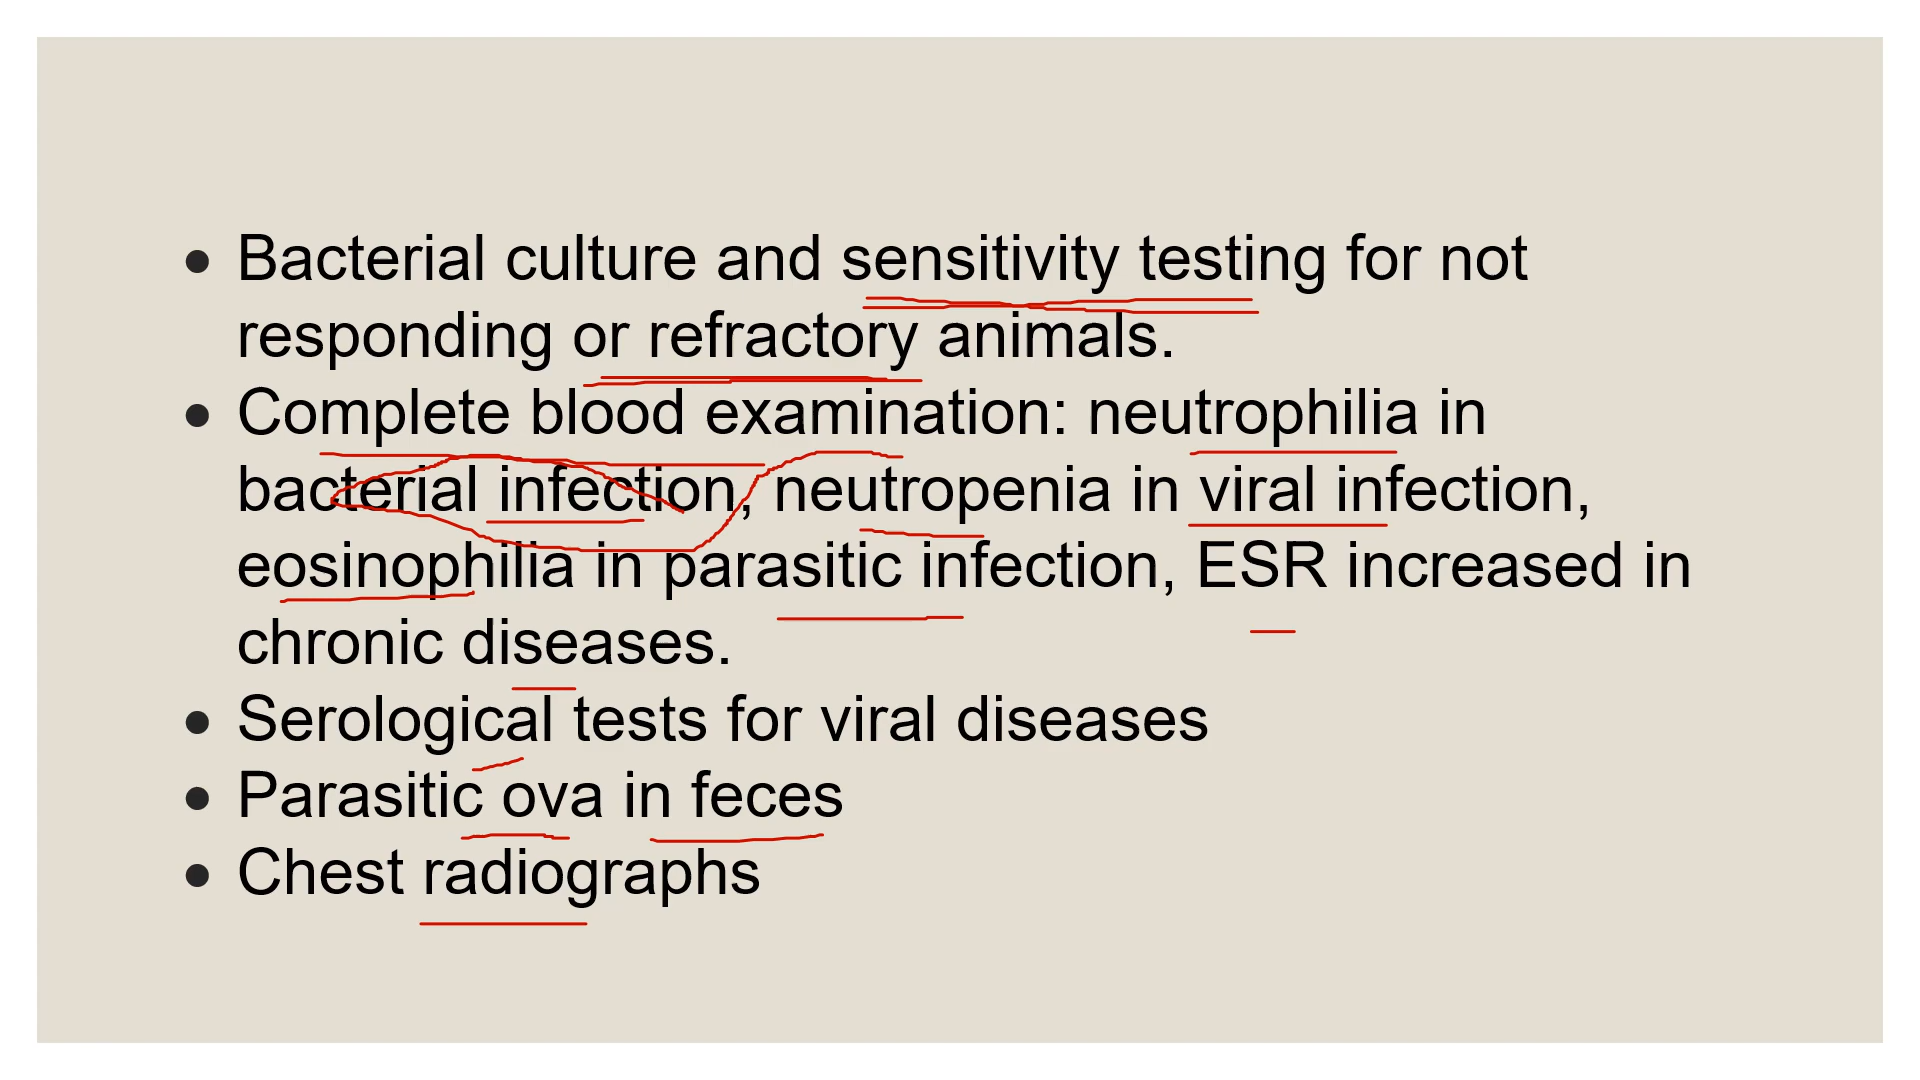 • Bacterial culture and sensitivity testing for not
responding or refractory animals.
• Complete blood examination: neutrophilia in
bacterial infection, neutropenia in viral infection,
eosinophilia in parasitic infection, ESR increased in
chronic diseases.
• Serological tests for viral diseases
• Parasitic ova in feces
• Chest radiographs